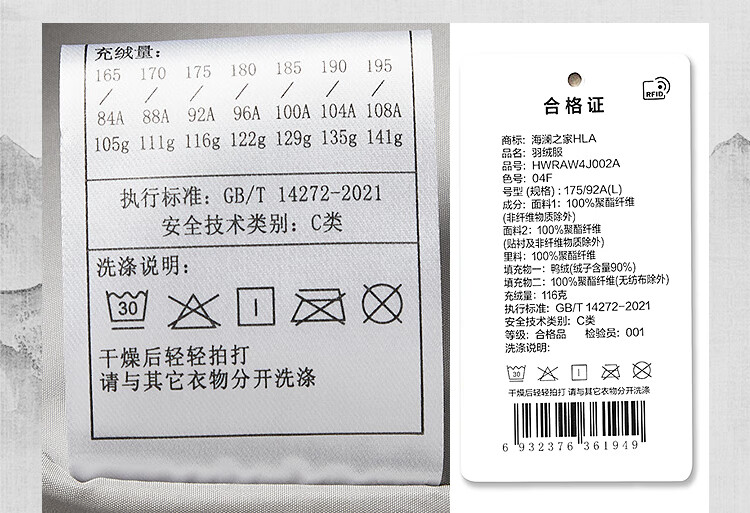 充绒量:
165 170 175 180 185 190 195
/ / / / / / /
84A 88A 92A 96A 100A 104A 108A
105g 111g 116g 122g 129g 135g 141g
执行标准: GB/T 14272-2021
安全技术类别: C类
洗涤说明:
30
干燥后轻轻拍打
请与其它衣物分开洗涤
RFID
合格证
商标: 海澜之家HLA
品名: 羽绒服
品号: HWRAW4J002A
色号: 04F
号型 (规格) : 175/92A(L)
成分: 面料1: 100%聚酯纤维
(非纤维物质除外)
面料2: 100%聚酯纤维
(贴衬及非纤维物质除外)
里料: 100%聚酯纤维
填充物一: 鸭绒(绒子含量90%)
填充物二: 100%聚酯纤维(无纺布除外)
充绒量: 116克
执行标准: GB/T 14272-2021
安全技术类别: C类
等级: 合格品 检验员: 001
洗涤说明:
30
干燥后轻轻拍打 请与其它衣物分开洗涤
6 932376 361949